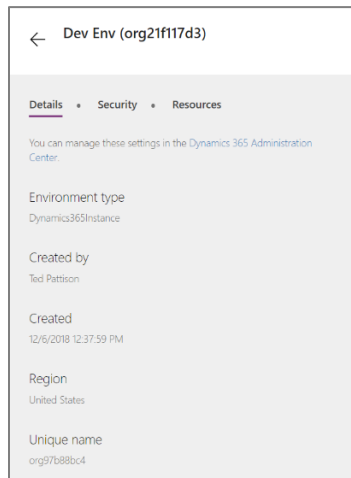 Dev Env (org21f117d3)
Details • Security • Resources
You can manage these settings in the Dynamics 365 Administration
Center.
Environment type
Dynamics365Instance
Created by
Ted Pattison
Created
12/6/2018 12:37:59 PM
Region
United States
Unique name
org97b88bc4